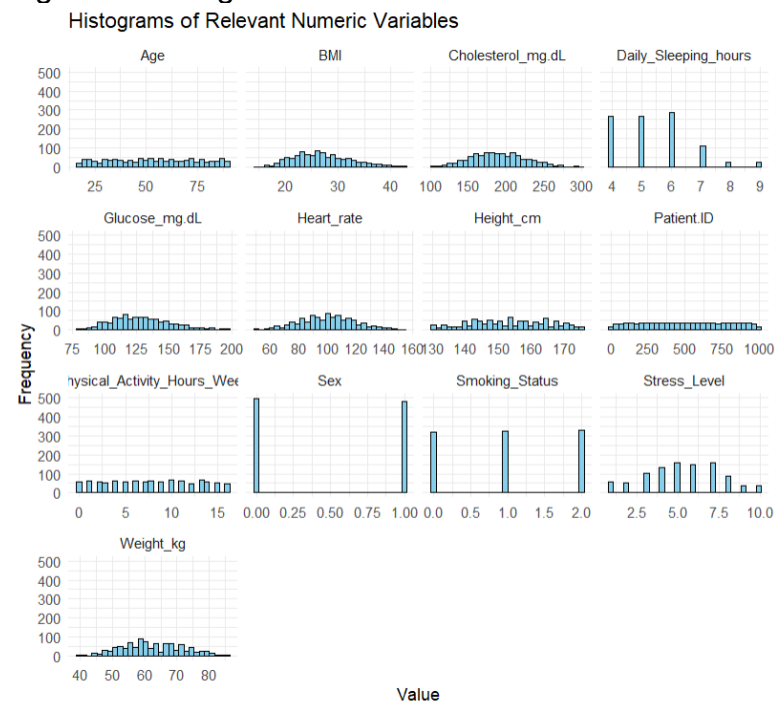 Histograms of Relevant Numeric Variables
Age BMI Cholesterol_mg.dL Daily_Sleeping_hours
500
400
300
200
100
0
25 50 75 20 30 40 100 150 200 250 300 4 5 6 7 8 9
Glucose_mg.dL Heart_rate Height_cm Patient.ID
500
400
300
200
100
0
75 100 125 150 175 200 60 80 100 120 140 160 130 140 150 160 170 0 250 500 750 1000
Frequency
hysical_Activity_Hours_Wee Sex Smoking_Status Stress_Level
500
400
300
200
100
0
0 5 10 15 0.00 0.25 0.50 0.75 1.00 0.0 0.5 1.0 1.5 2.0 2.5 5.0 7.5 10.0
Weight_kg
500
400
300
200
100
0
40 50 60 70 80
Value